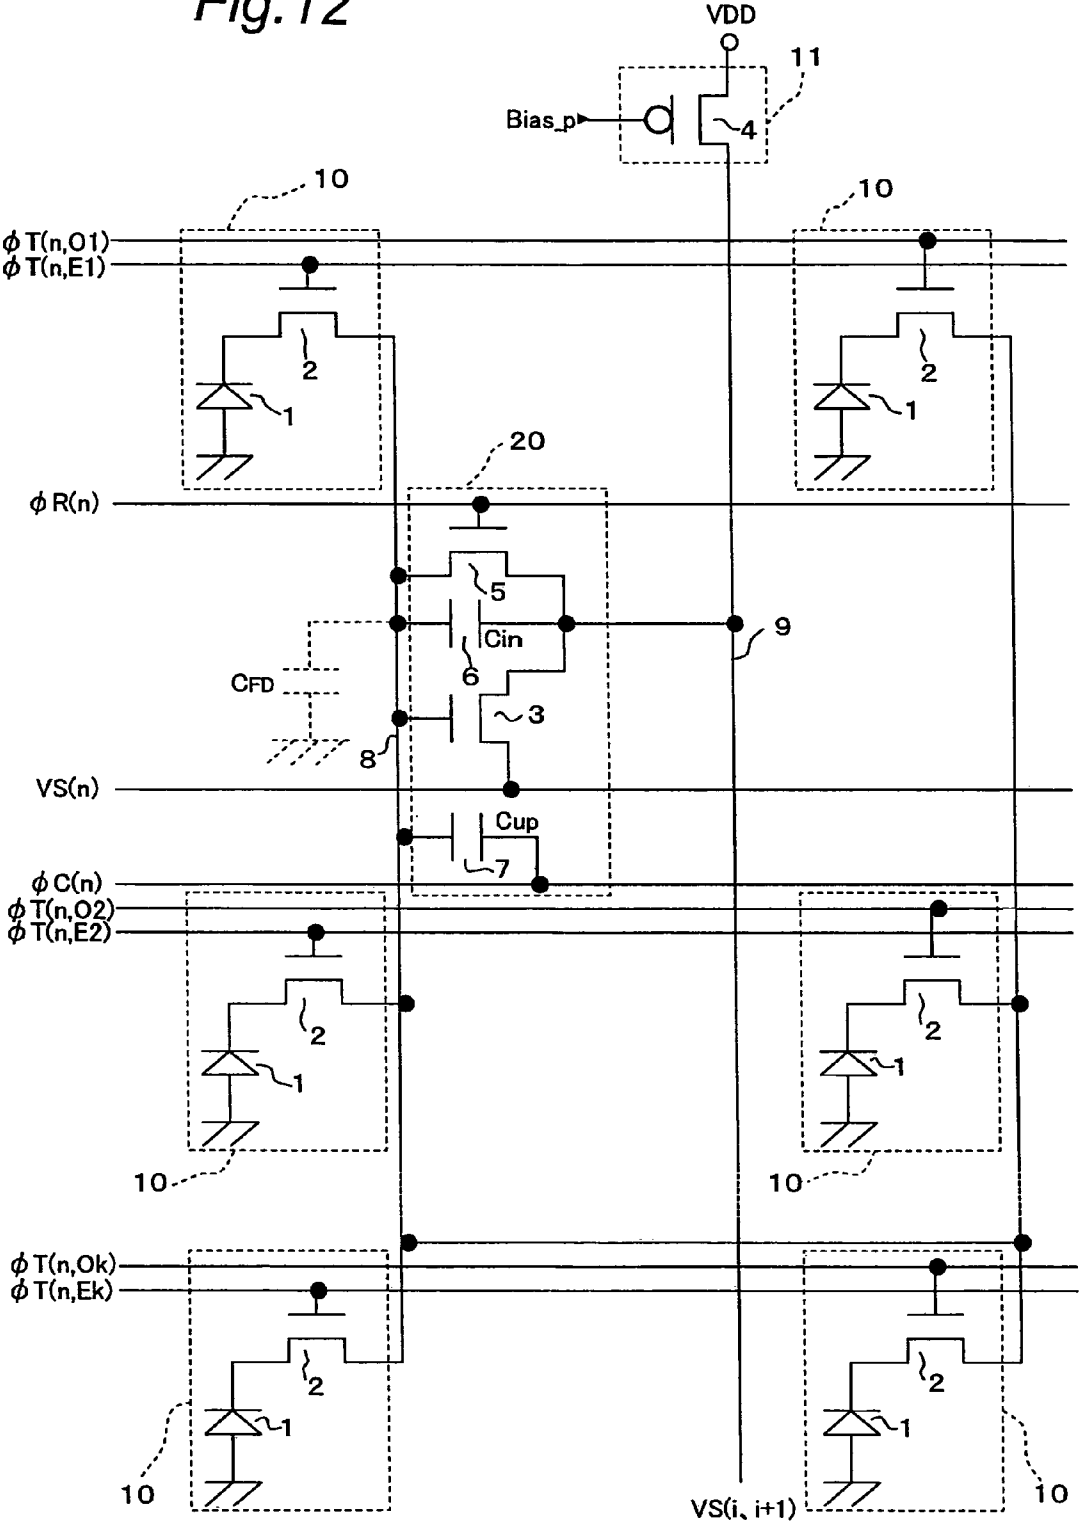 Fig.12
VDD
11
Bias_p
4
10
10
φT(n,O1)
φT(n,E1)
2
2
1
1
20
φR(n)
5
Cin
9
6
CFD
3
8
VS(n)
Cup
7
φC(n)
φT(n,O2)
φT(n,E2)
2
2
1
1
10
10
φT(n,Ok)
φT(n,Ek)
2
2
1
1
10
10
VS(i、i+1)